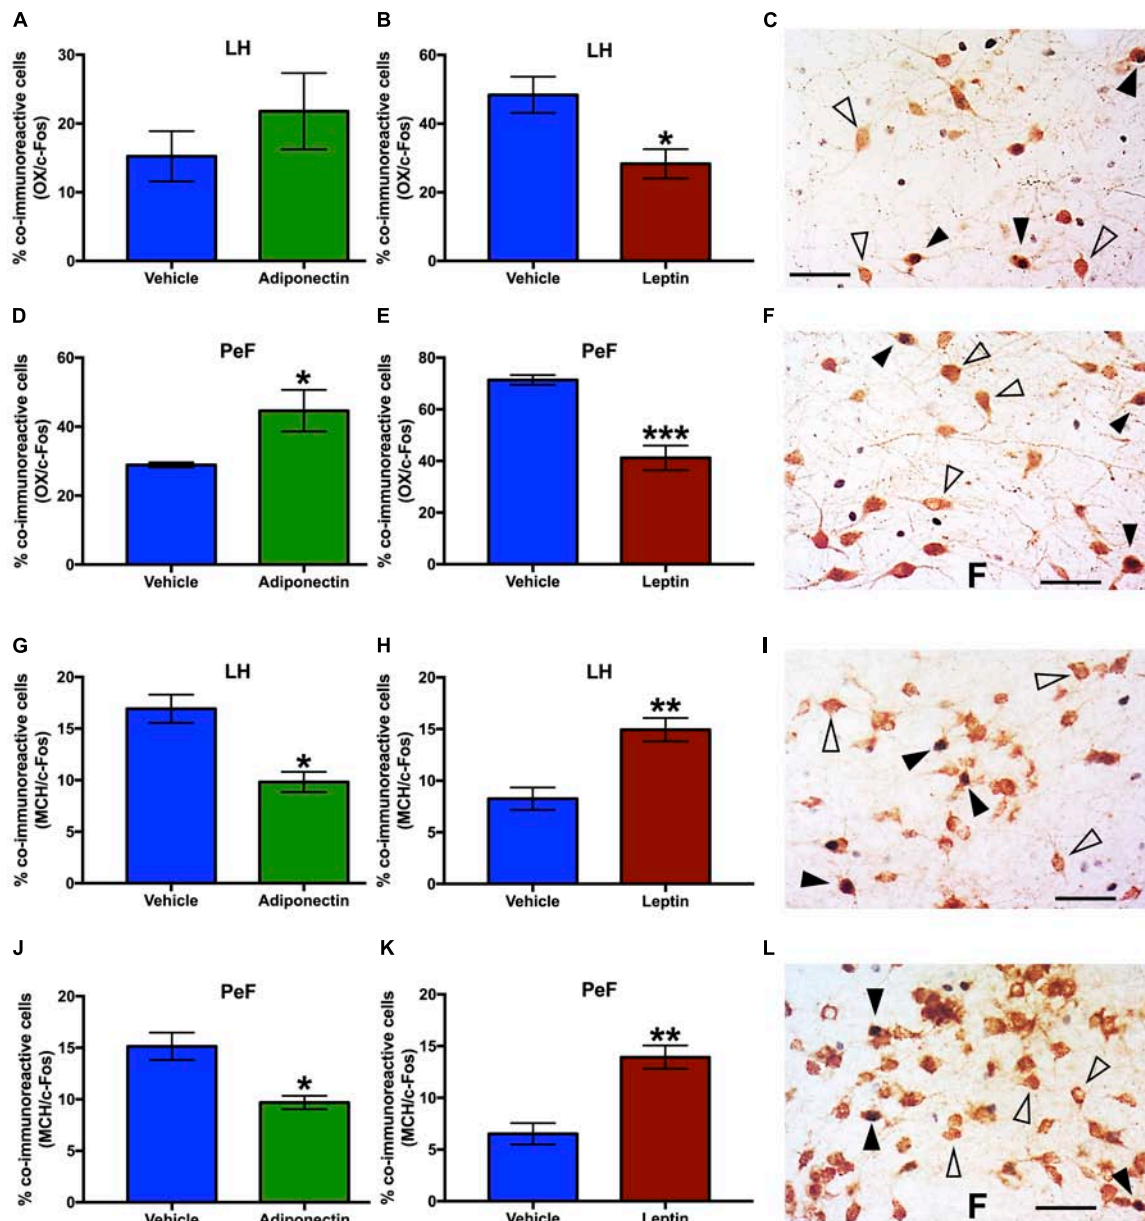 A
B
C
LH
LH
% co-immunoreactive cells
(OX/c-Fos)
30
20
10
0
Vehicle
Adiponectin
% co-immunoreactive cells
(OX/c-Fos)
60
40
20
0
*
Vehicle
Leptin
D
E
F
PeF
PeF
% co-immunoreactive cells
(OX/c-Fos)
60
40
20
0
*
Vehicle
Adiponectin
% co-immunoreactive cells
(OX/c-Fos)
80
60
40
20
0
***
Vehicle
Leptin
F
G
H
I
LH
LH
% co-immunoreactive cells
(MCH/c-Fos)
20
15
10
5
0
*
Vehicle
Adiponectin
% co-immunoreactive cells
(MCH/c-Fos)
20
15
10
5
0
**
Vehicle
Leptin
J
K
L
PeF
PeF
% co-immunoreactive cells
(MCH/c-Fos)
20
15
10
5
0
*
Vehicle
Adiponectin
% co-immunoreactive cells
(MCH/c-Fos)
20
15
10
5
0
**
Vehicle
Leptin
F